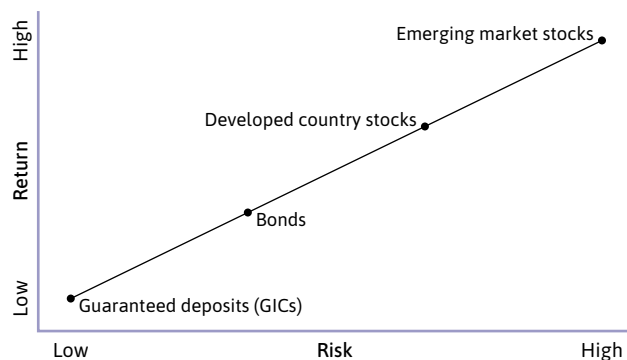 High
Emerging market stocks
Developed country stocks
Return
Bonds
Low
Guaranteed deposits (GICs)
Low
Risk
High